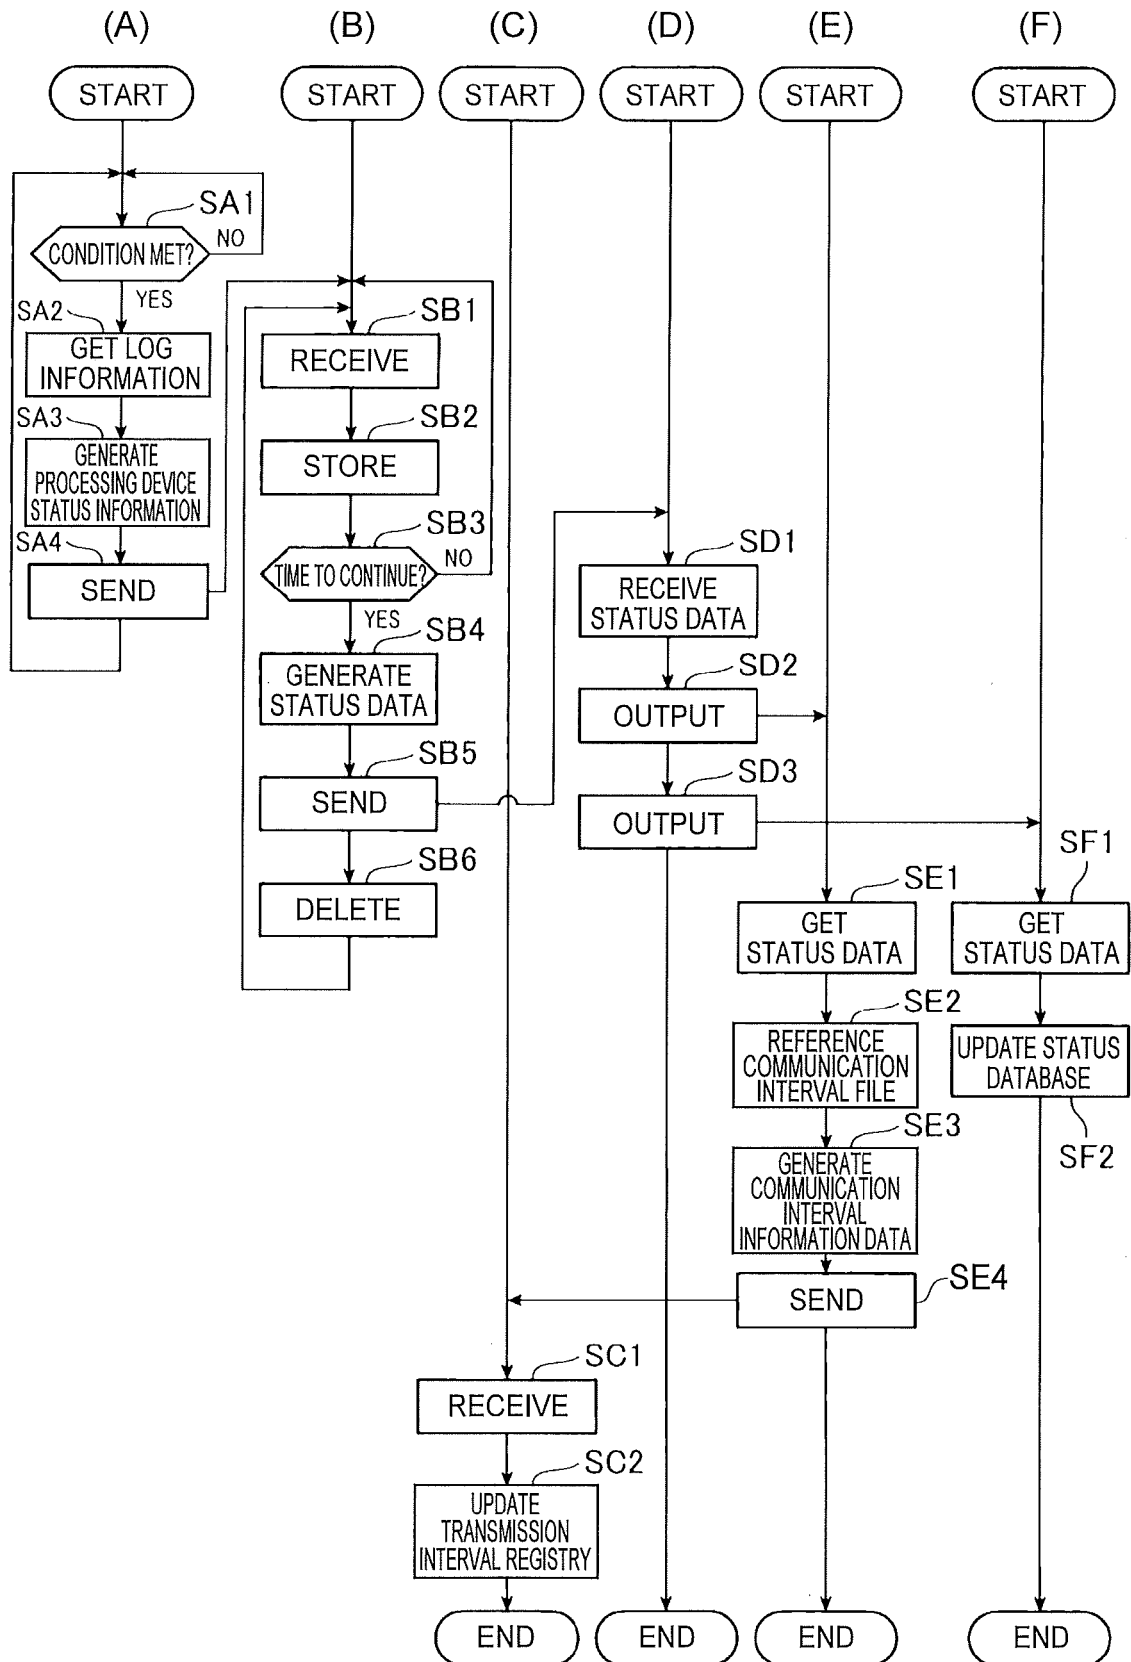 (A) (B) (C) (D) (E) (F)
START START START START START START
SA1
CONDITION MET?
NO
YES
SA2
GET LOG
INFORMATION
SA3
GENERATE
PROCESSING DEVICE
STATUS INFORMATION
SA4
SEND
SB1
RECEIVE
SB2
STORE
SB3
TIME TO CONTINUE?
NO
YES
SB4
GENERATE
STATUS DATA
SB5
SEND
SB6
DELETE
SD1
RECEIVE
STATUS DATA
SD2
OUTPUT
SD3
OUTPUT
SE1
GET
STATUS DATA
SE2
REFERENCE
COMMUNICATION
INTERVAL FILE
SE3
GENERATE
COMMUNICATION
INTERVAL
INFORMATION DATA
SE4
SEND
SF1
GET
STATUS DATA
UPDATE STATUS
DATABASE
SF2
SC1
RECEIVE
SC2
UPDATE
TRANSMISSION
INTERVAL REGISTRY
END END END END